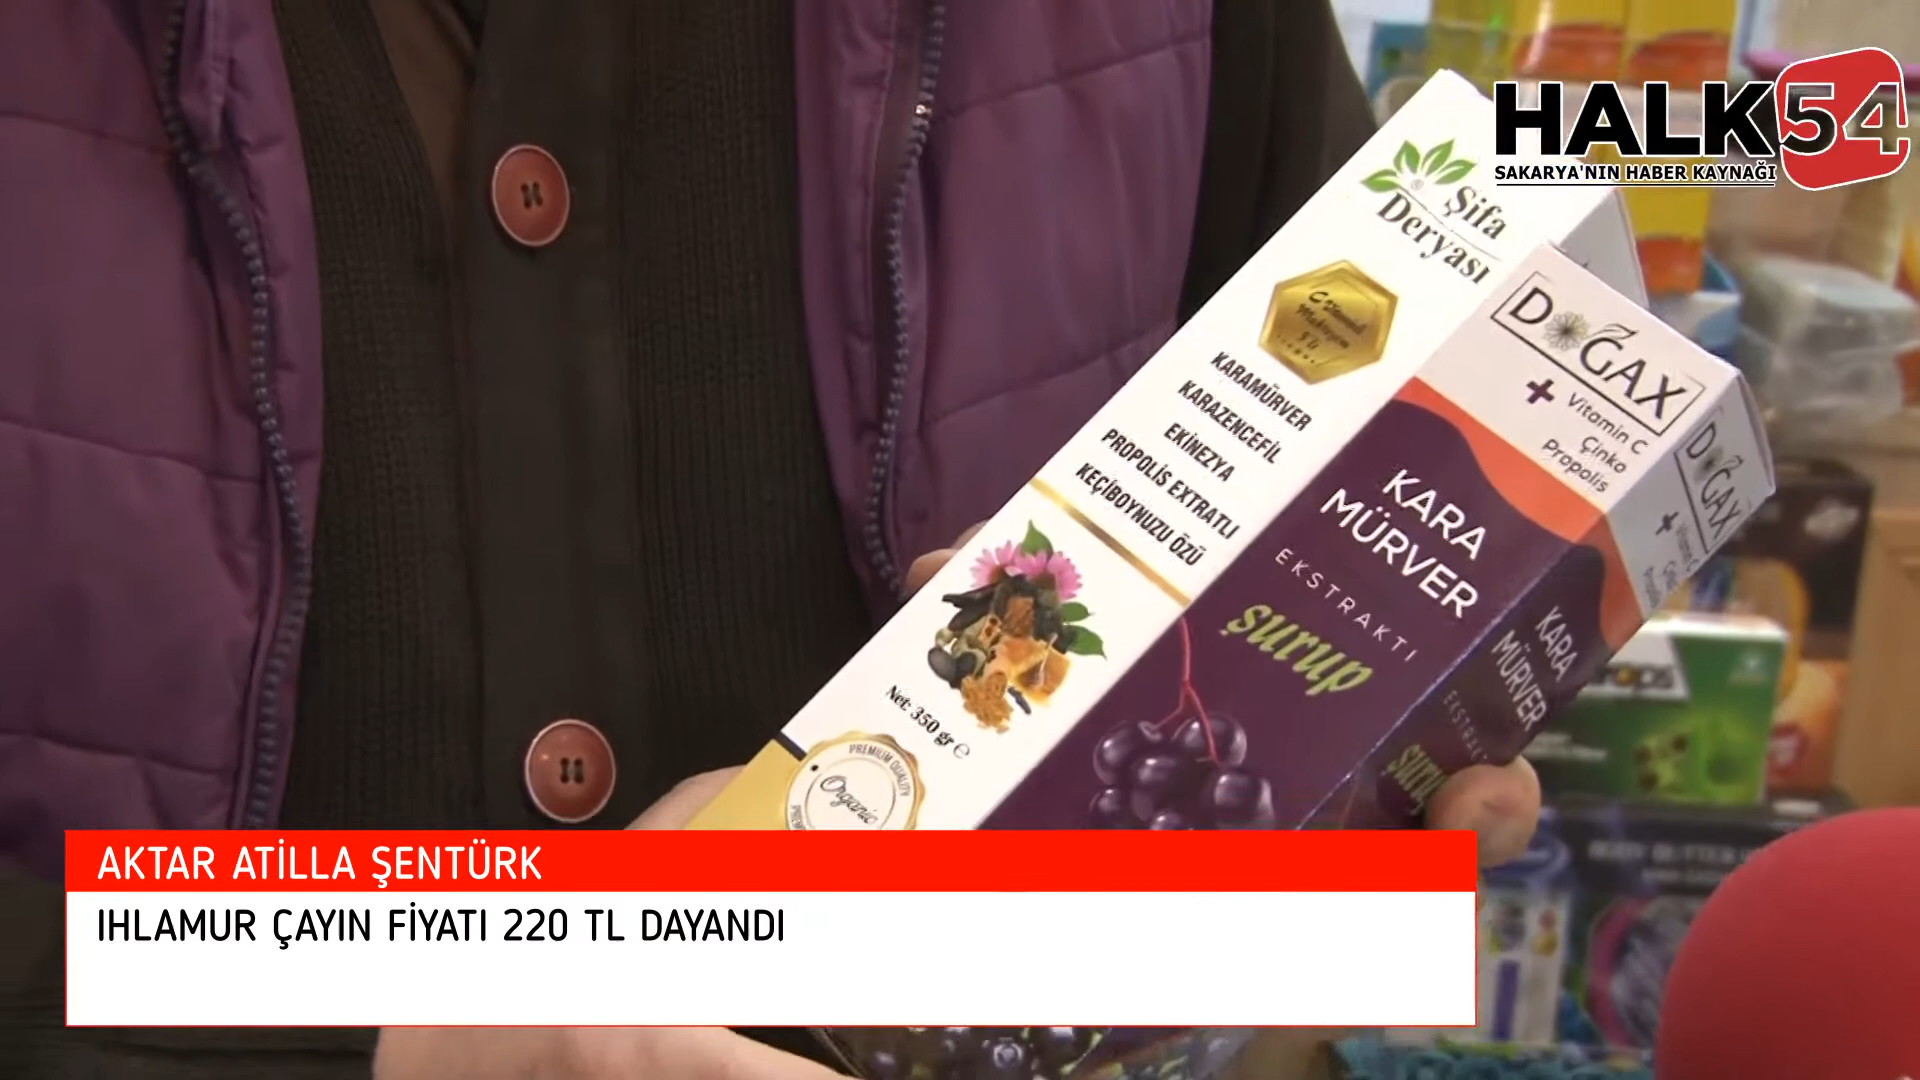 HALK54
SAKARYA'NIN HABER KAYNAĞI
Şifa
Deryası
KARAMÜRVER
KARAZENCEFİL
EKİNEZYA
PROPOLİS EXTRATLI
KEÇİBOYNUZU ÖZÜ
Net: 350 gr e
PREMIUM QUALITY
Organic
DOĞAX
+ Vitamin C
Çinko
Propolis
KARA
MÜRVER
EKSTRAKTI
şurup
DOĞAX
KARA
MÜRVER
AKTAR ATİLLA ŞENTÜRK
IHLAMUR ÇAYIN FİYATI 220 TL DAYANDI